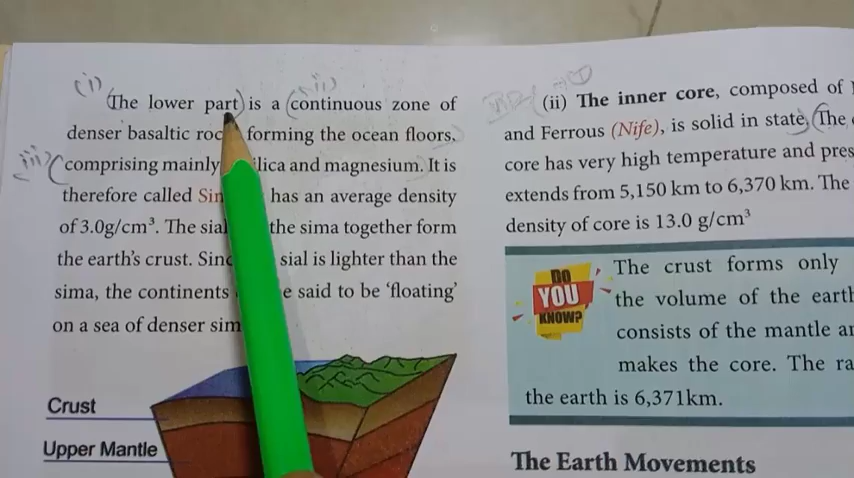 (i) (ii)
The lower part) is a (continuous zone of
denser basaltic roc forming the ocean floors,
(iii) (comprising mainly ilica and magnesium. It is
therefore called Sim has an average density
of 3.0g/cm³. The sial the sima together form
the earth's crust. Sinc sial is lighter than the
sima, the continents e said to be 'floating'
on a sea of denser sim
Crust
Upper Mantle
(ii) The inner core, composed of
and Ferrous (Nife), is solid in state. (The
core has very high temperature and pres
extends from 5,150 km to 6,370 km. The
density of core is 13.0 g/cm³
DO
YOU
KNOW?
The crust forms only
the volume of the earth
consists of the mantle an
makes the core. The ra
the earth is 6,371km.
The Earth Movements